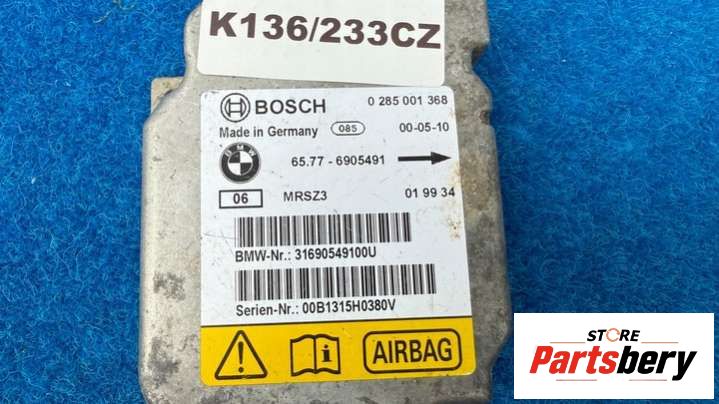 K136/233CZ
BOSCH 0 285 001 368
Made in Germany 085 00-05-10
BMW
65.77 - 6905491
06 MRSZ3 01 99 34
BMW-Nr.: 31690549100U
Serien-Nr.: 00B1315H0380V
AIRBAG
STORE
Partsbery